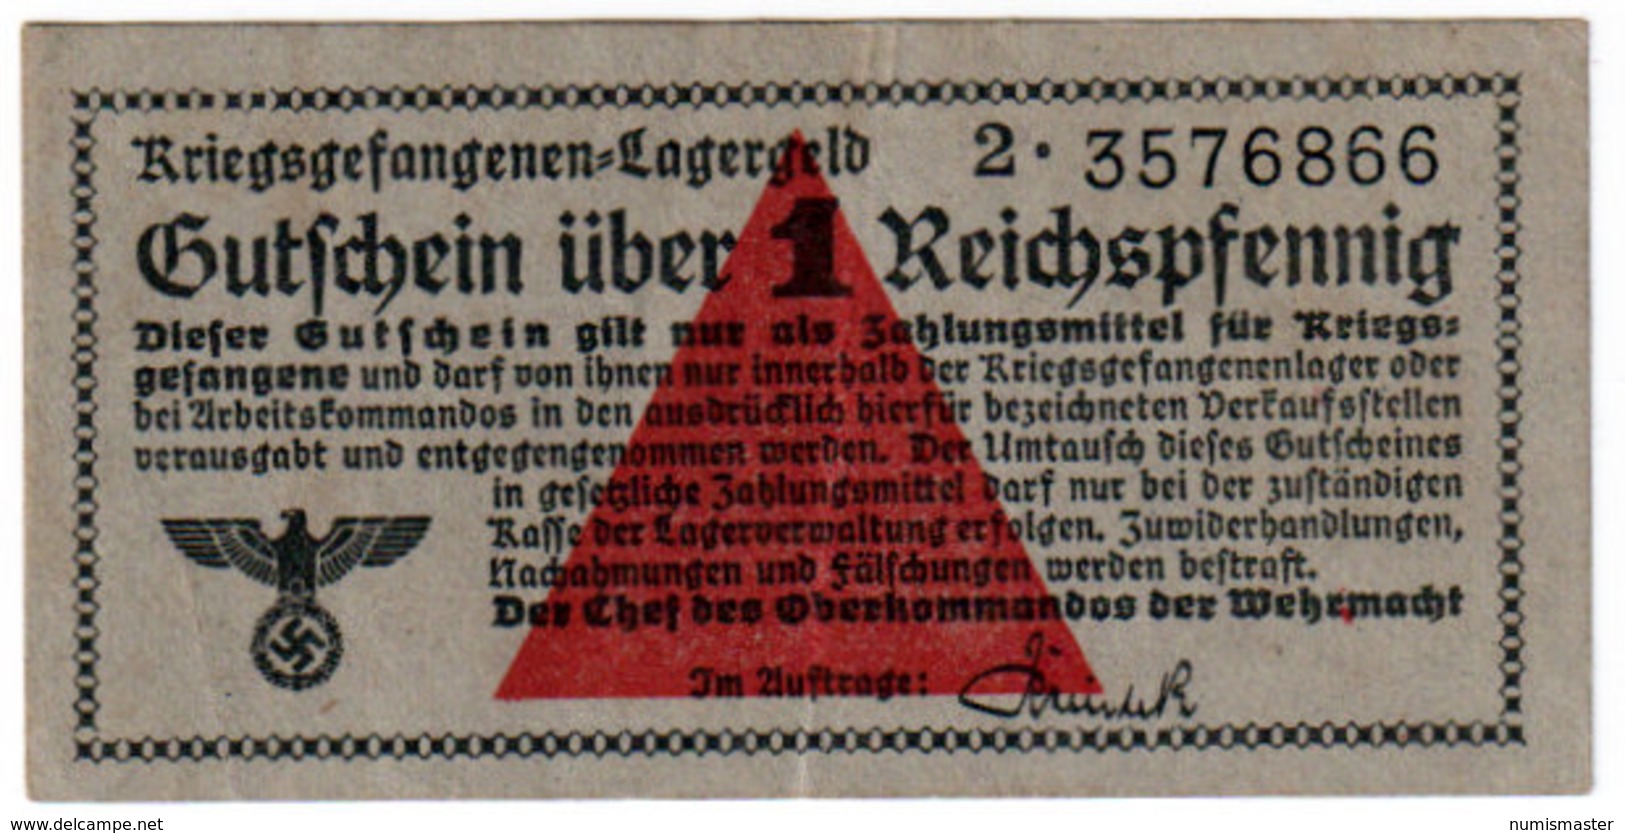 Kriegsgefangenen-Lagergeld 2 · 3576866
Gutschein über 1 Reichspfennig
Dieser Gutschein gilt nur als Zahlungsmittel für Kriegs-
gefangene und darf von ihnen nur innerhalb der Kriegsgefangenenlager oder
bei Arbeitskommandos in den ausdrücklich hierfür bezeichneten Verkaufsstellen
verausgabt und entgegengenommen werden. Der Umtausch dieses Gutscheines
in gesetzliche Zahlungsmittel darf nur bei der zuständigen
Kasse der Lagerverwaltung erfolgen. Zuwiderhandlungen,
Nachahmungen und Fälschungen werden bestraft.
Der Chef des Oberkommandos der Wehrmacht
Im Auftrage:
www.delcampe.net numismaster